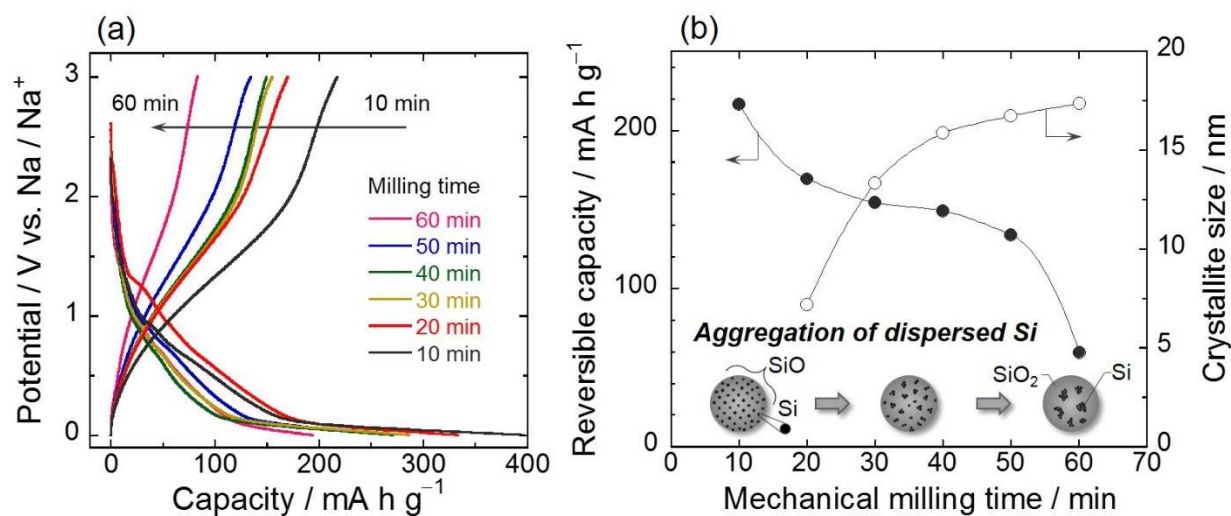 (a)
Potential / V vs. Na / Na⁺
3
2
1
0
60 min
10 min
Milling time
60 min
50 min
40 min
30 min
20 min
10 min
0
100
200
300
400
Capacity / mA h g⁻¹
(b)
Reversible capacity / mA h g⁻¹
200
100
0
20
15
10
5
0
Crystallite size / nm
Aggregation of dispersed Si
SiO
Si
SiO₂
Si
0
10
20
30
40
50
60
70
Mechanical milling time / min